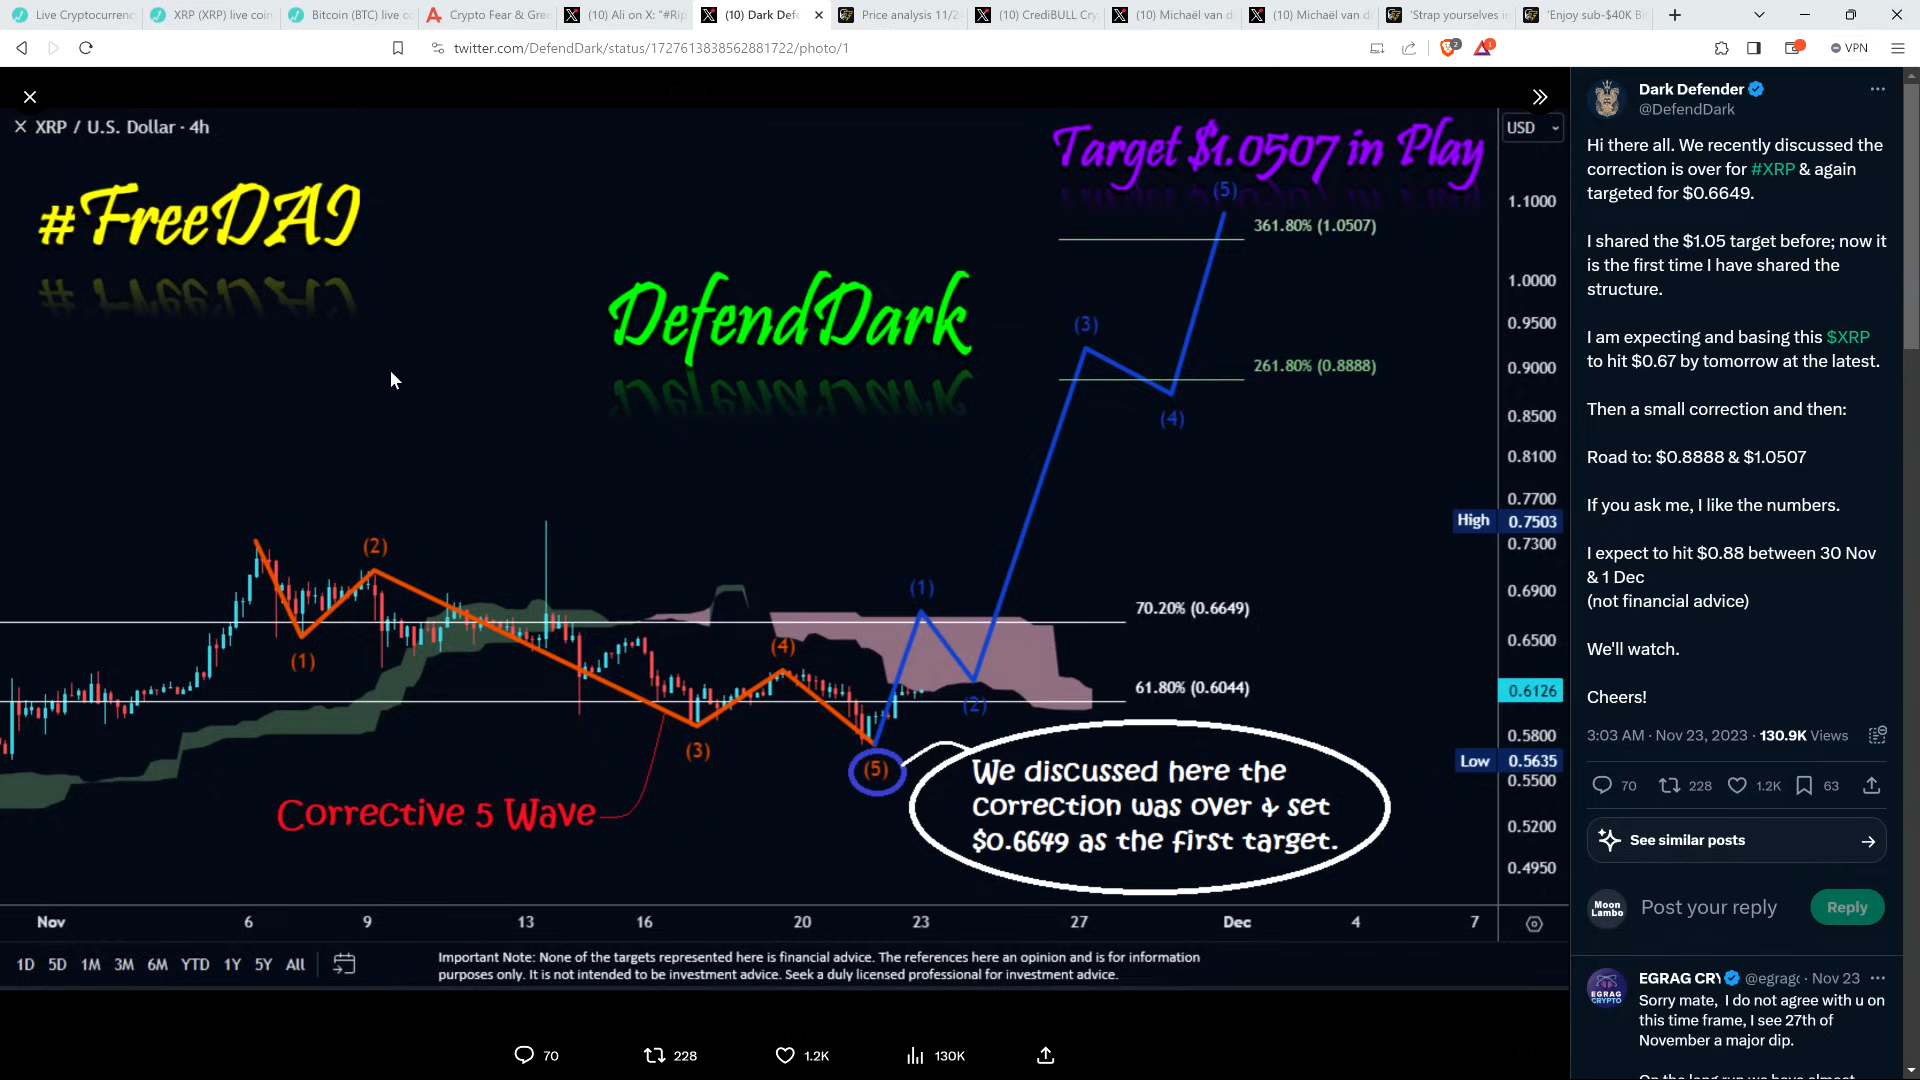 Live Cryptocurrenc
XRP (XRP) live coin
Bitcoin (BTC) live co
Crypto Fear & Gre
(10) Ali on X: "#Rip
(10) Dark Defe
Price analysis 11/2
(10) CrediBULL Cry
(10) Michaël van d
(10) Michaël van d
'Strap yourselves i
'Enjoy sub-$40K Bi
twitter.com/DefendDark/status/1727613838562881722/photo/1
2
1
VPN
XRP / U.S. Dollar · 4h
#FreeDAI
DefendDark
Target $1.0507 in Play
USD
(5)
361.80% (1.0507)
(3)
261.80% (0.8888)
(4)
(2)
(1)
(1)
70.20% (0.6649)
(4)
61.80% (0.6044)
(2)
(3)
(5)
Corrective 5 Wave
We discussed here the
correction was over & set
$0.6649 as the first target.
1.1000
1.0000
0.9500
0.9000
0.8500
0.8100
0.7700
High 0.7503
0.7300
0.6900
0.6500
0.6126
0.5800
Low 0.5635
0.5500
0.5200
0.4950
Nov 6 9 13 16 20 23 27 Dec 4 7
1D 5D 1M 3M 6M YTD 1Y 5Y All
Important Note: None of the targets represented here is financial advice. The references here an opinion and is for information
purposes only. It is not intended to be investment advice. Seek a duly licensed professional for investment advice.
70 228 1.2K 130K
Dark Defender
@DefendDark
Hi there all. We recently discussed the
correction is over for #XRP & again
targeted for $0.6649.
I shared the $1.05 target before; now it
is the first time I have shared the
structure.
I am expecting and basing this $XRP
to hit $0.67 by tomorrow at the latest.
Then a small correction and then:
Road to: $0.8888 & $1.0507
If you ask me, I like the numbers.
I expect to hit $0.88 between 30 Nov
& 1 Dec
(not financial advice)
We'll watch.
Cheers!
3:03 AM · Nov 23, 2023 · 130.9K Views
70 228 1.2K 63
See similar posts
Moon
Lambo
Post your reply
Reply
EGRAG
CRYPTO
EGRAG CRY @egragc · Nov 23
Sorry mate, I do not agree with u on
this time frame, I see 27th of
November a major dip.